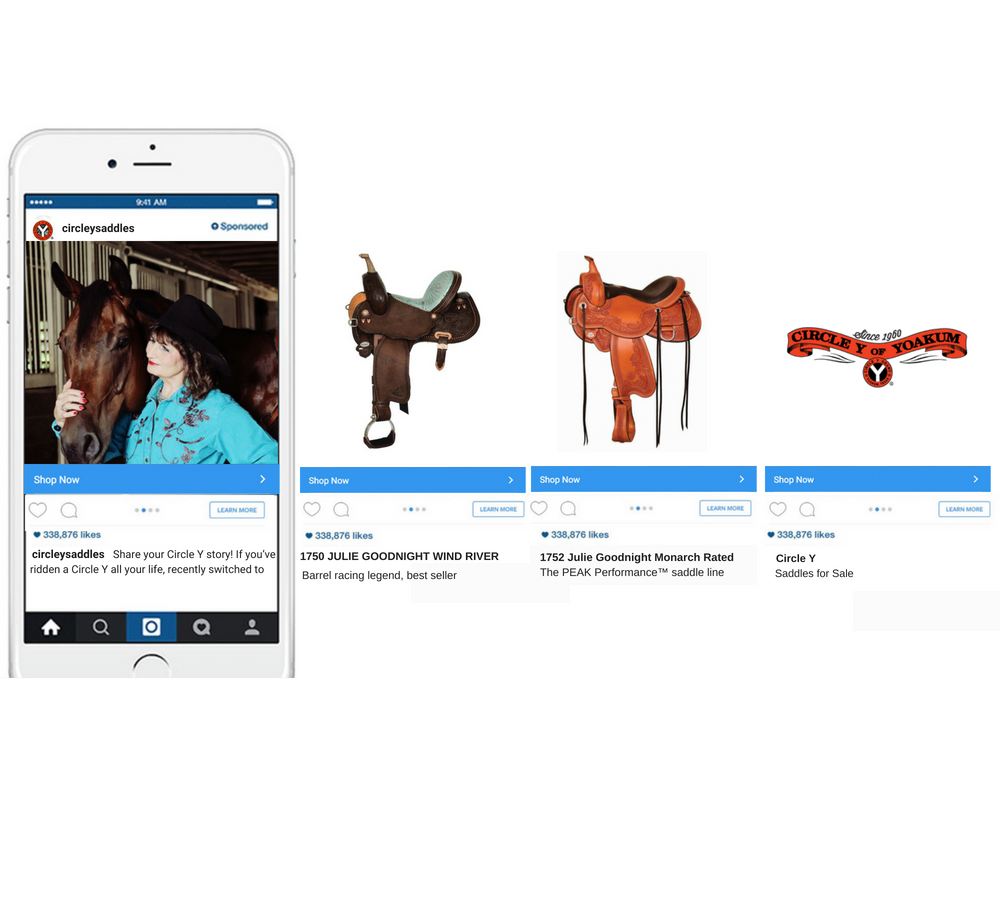 9:41 AM
circleysaddles
Sponsored
Shop Now
LEARN MORE
338,876 likes
circleysaddles Share your Circle Y story! If you've
ridden a Circle Y all your life, recently switched to
Shop Now
LEARN MORE
338,876 likes
1750 JULIE GOODNIGHT WIND RIVER
Barrel racing legend, best seller
Shop Now
LEARN MORE
338,876 likes
1752 Julie Goodnight Monarch Rated
The PEAK Performance™ saddle line
Since 1960
CIRCLE Y OF YOAKUM
Y
Shop Now
LEARN MORE
338,876 likes
Circle Y
Saddles for Sale